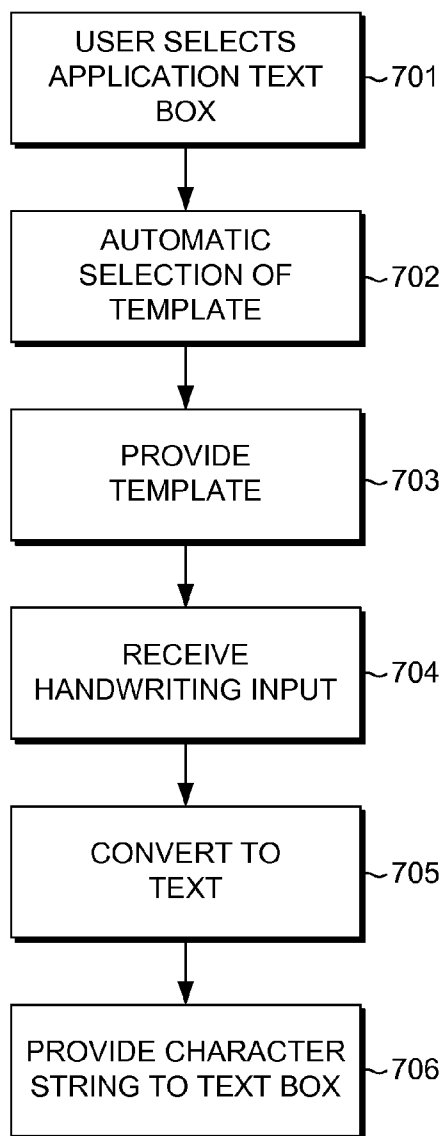 USER SELECTS
APPLICATION TEXT
BOX
701
AUTOMATIC
SELECTION OF
TEMPLATE
702
PROVIDE
TEMPLATE
703
RECEIVE
HANDWRITING INPUT
704
CONVERT TO
TEXT
705
PROVIDE CHARACTER
STRING TO TEXT BOX
706